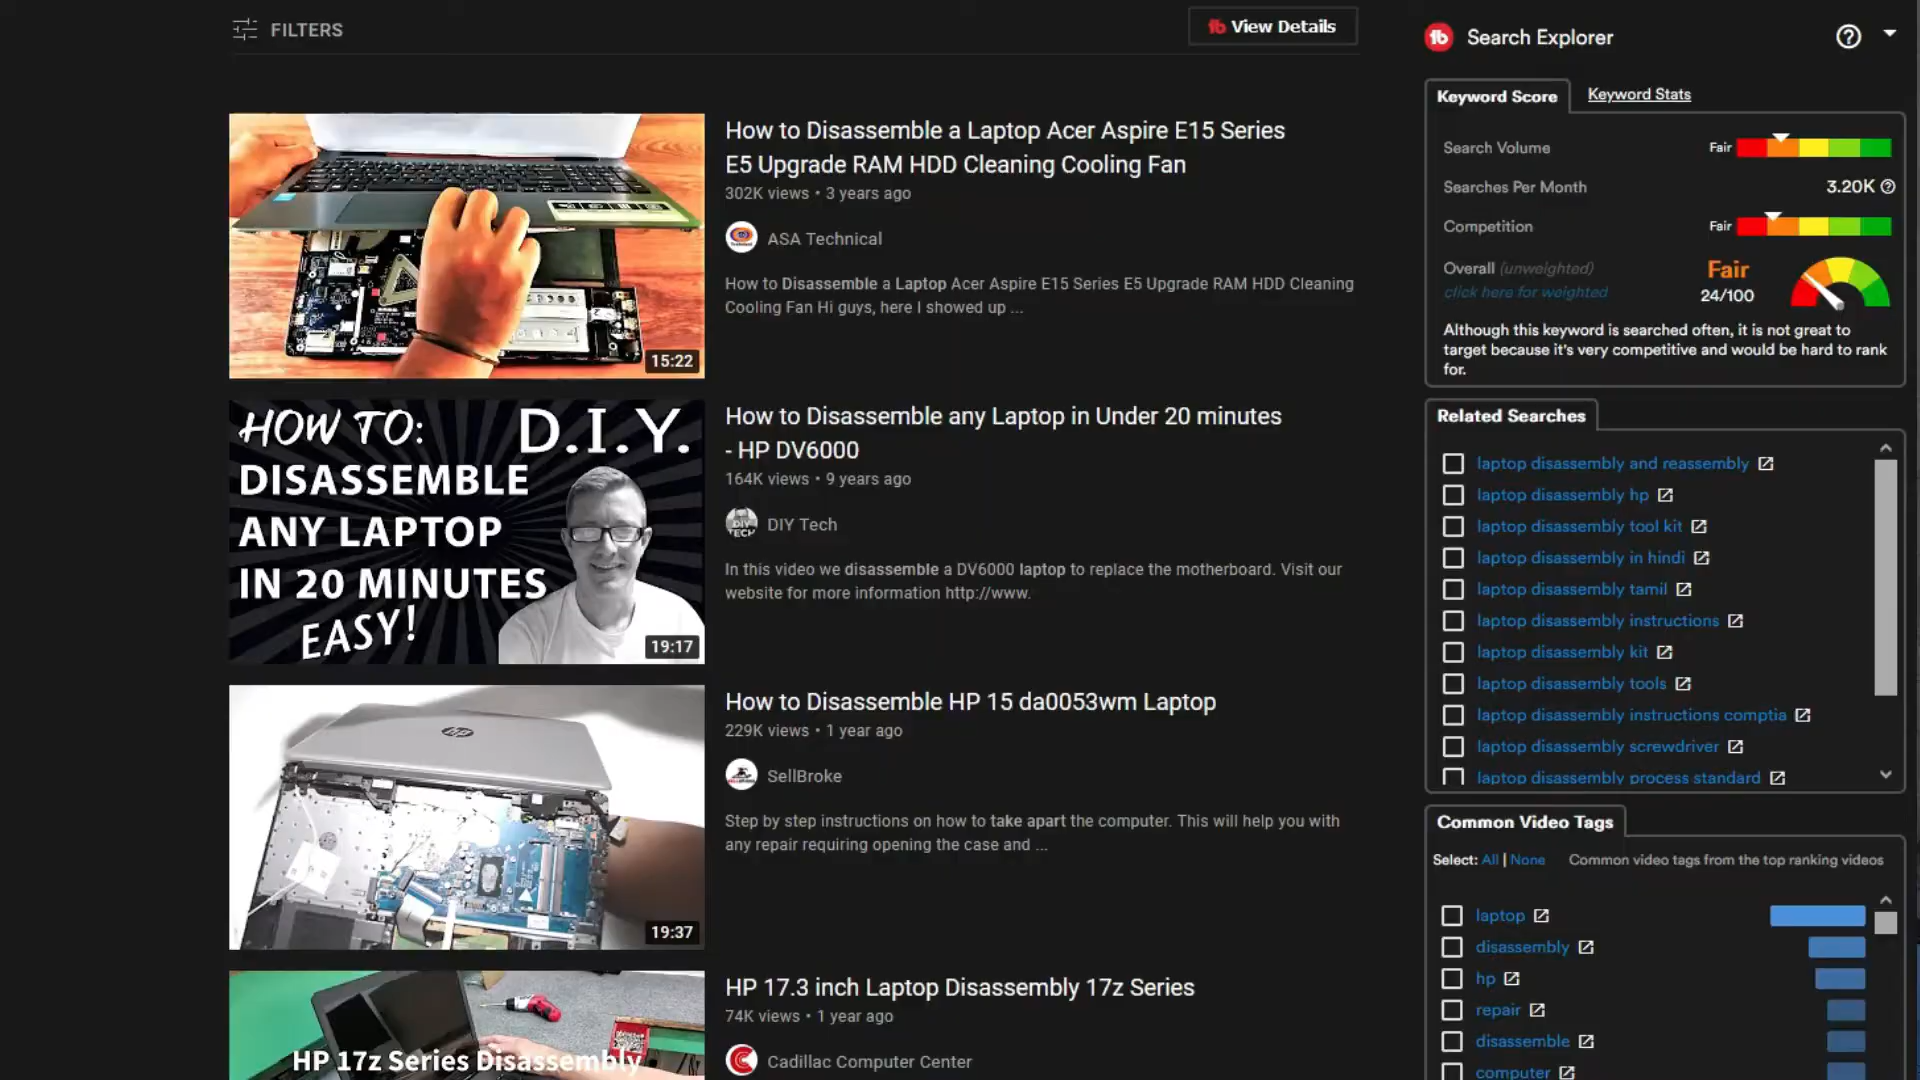 FILTERS
View Details
15:22
How to Disassemble a Laptop Acer Aspire E15 Series
E5 Upgrade RAM HDD Cleaning Cooling Fan
302K views • 3 years ago
ASA Technical
How to Disassemble a Laptop Acer Aspire E15 Series E5 Upgrade RAM HDD Cleaning
Cooling Fan Hi guys, here I showed up ...
HOW TO:
D.I.Y.
DISASSEMBLE
ANY LAPTOP
IN 20 MINUTES
EASY!
19:17
How to Disassemble any Laptop in Under 20 minutes
- HP DV6000
164K views • 9 years ago
DIY TECH
DIY Tech
In this video we disassemble a DV6000 laptop to replace the motherboard. Visit our
website for more information http://www.
hp
19:37
How to Disassemble HP 15 da0053wm Laptop
229K views • 1 year ago
SellBroke
Step by step instructions on how to take apart the computer. This will help you with
any repair requiring opening the case and ...
HP 17z Series Disassembly
HP 17.3 inch Laptop Disassembly 17z Series
74K views • 1 year ago
Cadillac Computer Center
tb Search Explorer
Keyword Score
Keyword Stats
Search Volume Fair
Searches Per Month 3.20K
Competition Fair
Overall (unweighted) Fair
click here for weighted 24/100
Although this keyword is searched often, it is not great to
target because it's very competitive and would be hard to rank
for.
Related Searches
laptop disassembly and reassembly
laptop disassembly hp
laptop disassembly tool kit
laptop disassembly in hindi
laptop disassembly tamil
laptop disassembly instructions
laptop disassembly kit
laptop disassembly tools
laptop disassembly instructions comptia
laptop disassembly screwdriver
laptop disassembly process standard
Common Video Tags
Select: All | None Common video tags from the top ranking videos
laptop
disassembly
hp
repair
disassemble
computer